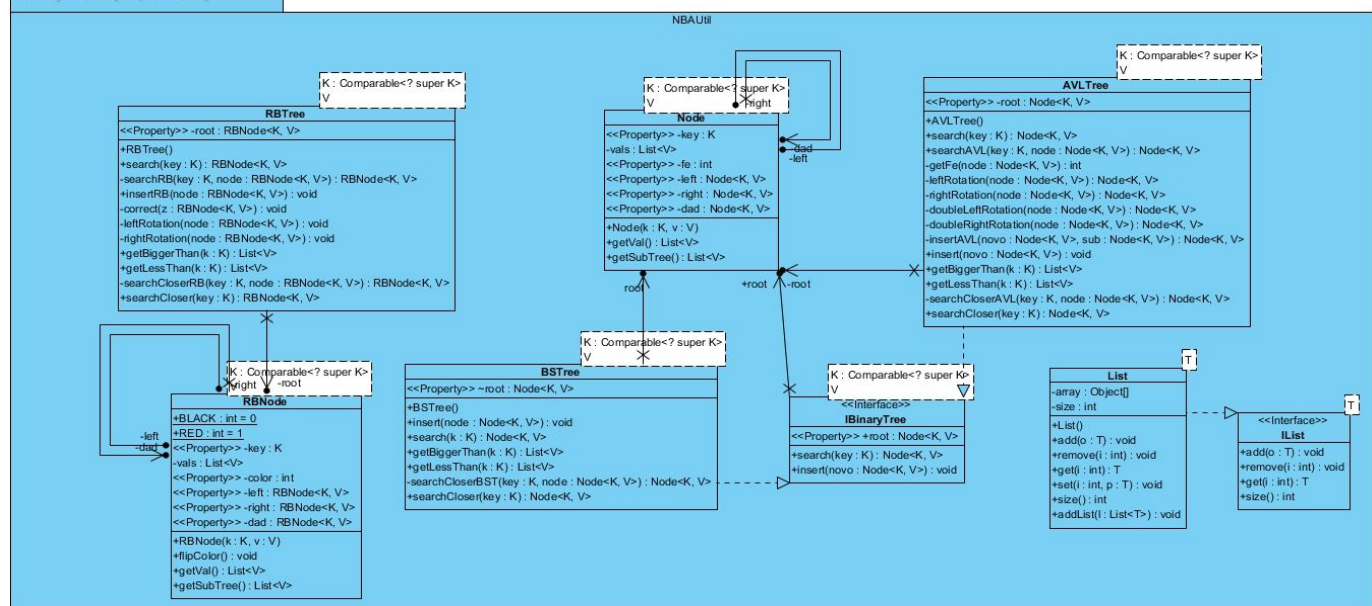 NBAUtil
K : Comparable<? super K>
V
RBTree
<<Property>> -root : RBNode<K, V>
+RBTree()
+search(key : K) : RBNode<K, V>
-searchRB(key : K, node : RBNode<K, V>) : RBNode<K, V>
+insertRB(node : RBNode<K, V>) : void
-correct(z : RBNode<K, V>) : void
-leftRotation(node : RBNode<K, V>) : void
-rightRotation(node : RBNode<K, V>) : void
+getBiggerThan(k : K) : List<V>
+getLessThan(k : K) : List<V>
-searchCloserRB(key : K, node : RBNode<K, V>) : RBNode<K, V>
+searchCloser(key : K) : RBNode<K, V>
K : Comparable<? super K>
V
-right
Node
<<Property>> -key : K
-vals : List<V>
<<Property>> -fe : int
<<Property>> -left : Node<K, V>
<<Property>> -right : Node<K, V>
<<Property>> -dad : Node<K, V>
+Node(k : K, v : V)
+getVal() : List<V>
+getSubTree() : List<V>
-dad
-left
root
+root
-root
K : Comparable<? super K>
V
AVLTree
<<Property>> -root : Node<K, V>
+AVLTree()
+search(key : K) : Node<K, V>
+searchAVL(key : K, node : Node<K, V>) : Node<K, V>
-getFe(node : Node<K, V>) : int
-leftRotation(node : Node<K, V>) : Node<K, V>
-rightRotation(node : Node<K, V>) : Node<K, V>
-doubleLeftRotation(node : Node<K, V>) : Node<K, V>
-doubleRightRotation(node : Node<K, V>) : Node<K, V>
-insertAVL(novo : Node<K, V>, sub : Node<K, V>) : Node<K, V>
+insert(novo : Node<K, V>) : void
+getBiggerThan(k : K) : List<V>
+getLessThan(k : K) : List<V>
-searchCloserAVL(key : K, node : Node<K, V>) : Node<K, V>
+searchCloser(key : K) : Node<K, V>
K : Comparable<? super K>
V
-right
-root
RBNode
+BLACK : int = 0
+RED : int = 1
<<Property>> -key : K
-vals : List<V>
<<Property>> -color : int
<<Property>> -left : RBNode<K, V>
<<Property>> -right : RBNode<K, V>
<<Property>> -dad : RBNode<K, V>
+RBNode(k : K, v : V)
+flipColor() : void
+getVal() : List<V>
+getSubTree() : List<V>
-left
-dad
K : Comparable<? super K>
V
BSTree
<<Property>> ~root : Node<K, V>
+BSTree()
+insert(node : Node<K, V>) : void
+search(k : K) : Node<K, V>
+getBiggerThan(k : K) : List<V>
+getLessThan(k : K) : List<V>
-searchCloserBST(key : K, node : Node<K, V>) : Node<K, V>
+searchCloser(key : K) : Node<K, V>
K : Comparable<? super K>
V
<<Interface>>
IBinaryTree
<<Property>> +root : Node<K, V>
+search(key : K) : Node<K, V>
+insert(novo : Node<K, V>) : void
T
List
-array : Object[]
-size : int
+List()
+add(o : T) : void
+remove(i : int) : void
+get(i : int) : T
+set(i : int, p : T) : void
+size() : int
+addList(l : List<T>) : void
T
<<Interface>>
IList
+add(o : T) : void
+remove(i : int) : void
+get(i : int) : T
+size() : int